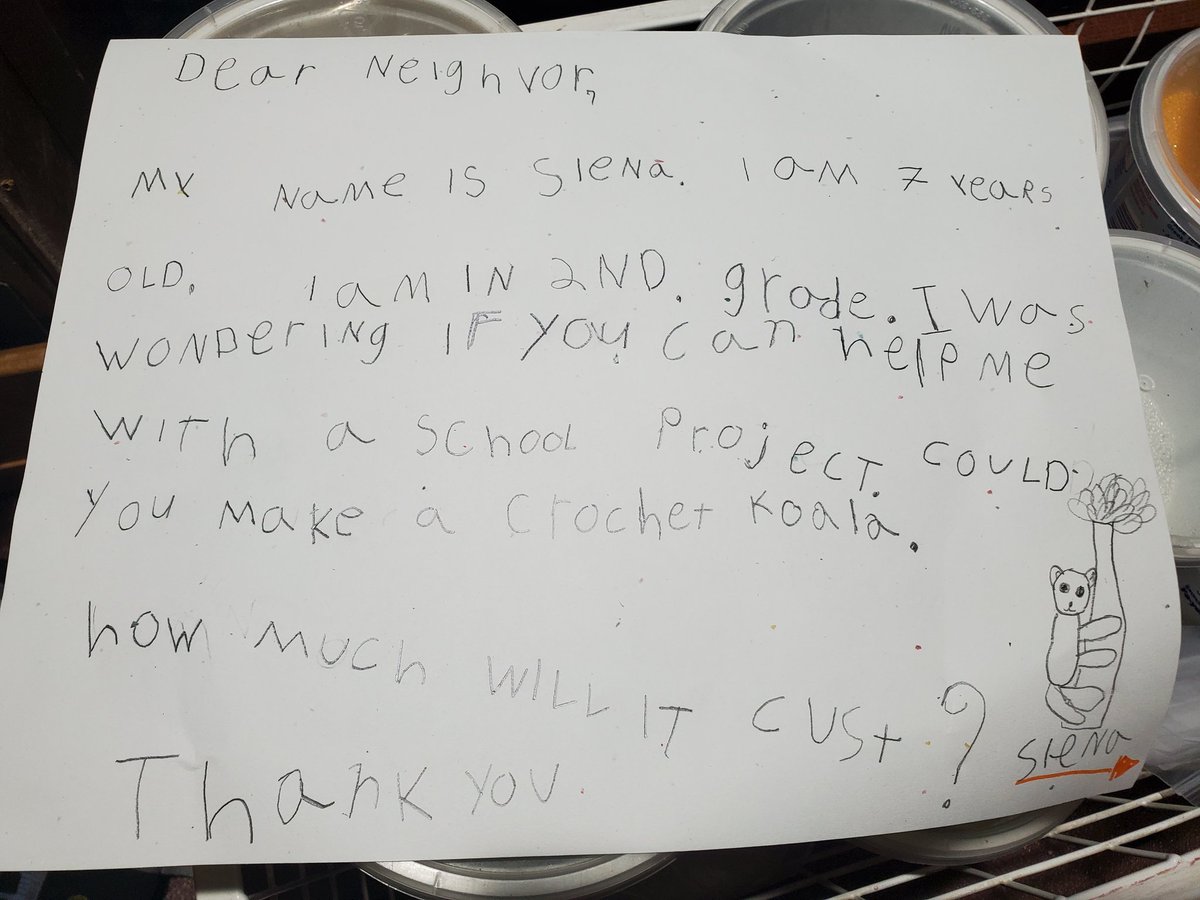 Dear Neighvor,
My Name is Siena. I am 7 years
old. I am in 2nd. grade. I was
wondering if you can help me
with a school project. could
you make a crochet koala.
how much will it cust?
Thank you
Siena